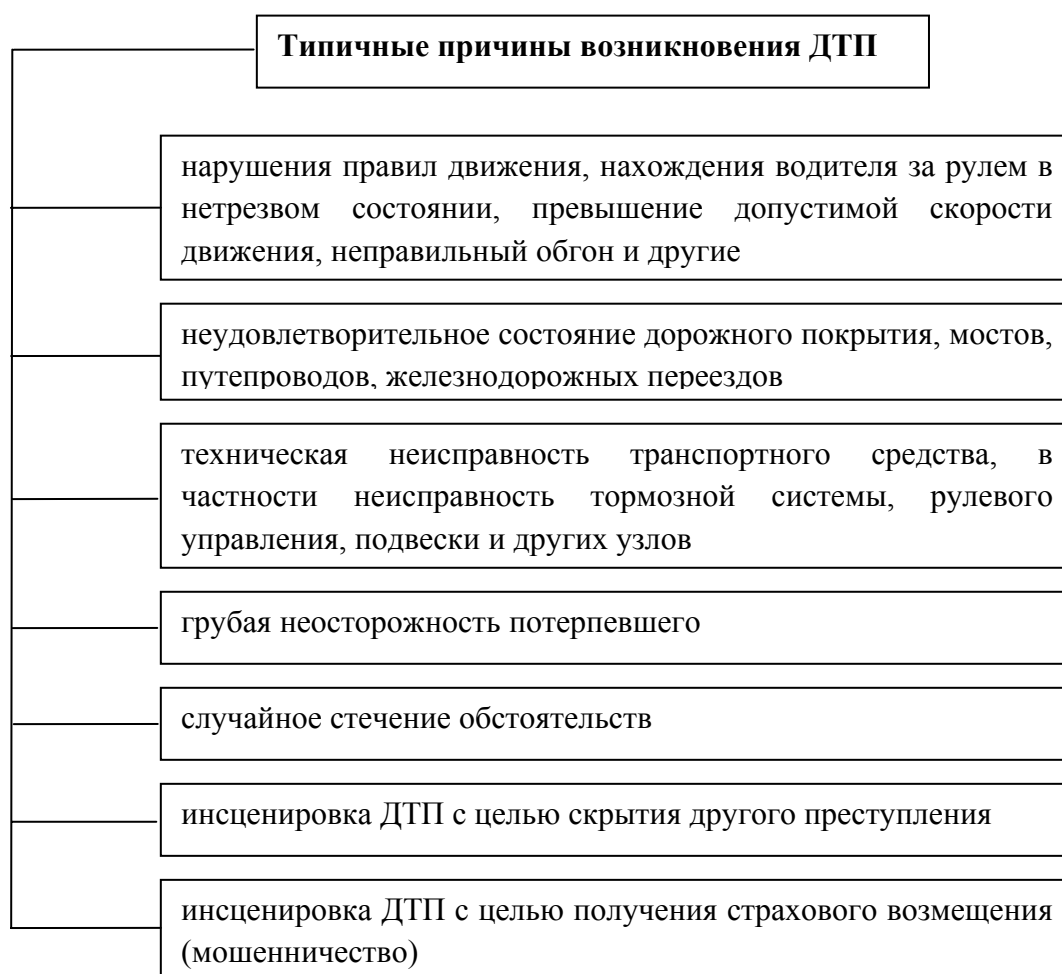 Типичные причины возникновения ДТП
нарушения правил движения, нахождения водителя за рулем в
нетрезвом состоянии, превышение допустимой скорости
движения, неправильный обгон и другие
неудовлетворительное состояние дорожного покрытия, мостов,
путепроводов, железнодорожных переездов
техническая неисправность транспортного средства, в
частности неисправность тормозной системы, рулевого
управления, подвески и других узлов
грубая неосторожность потерпевшего
случайное стечение обстоятельств
инсценировка ДТП с целью скрытия другого преступления
инсценировка ДТП с целью получения страхового возмещения
(мошенничество)